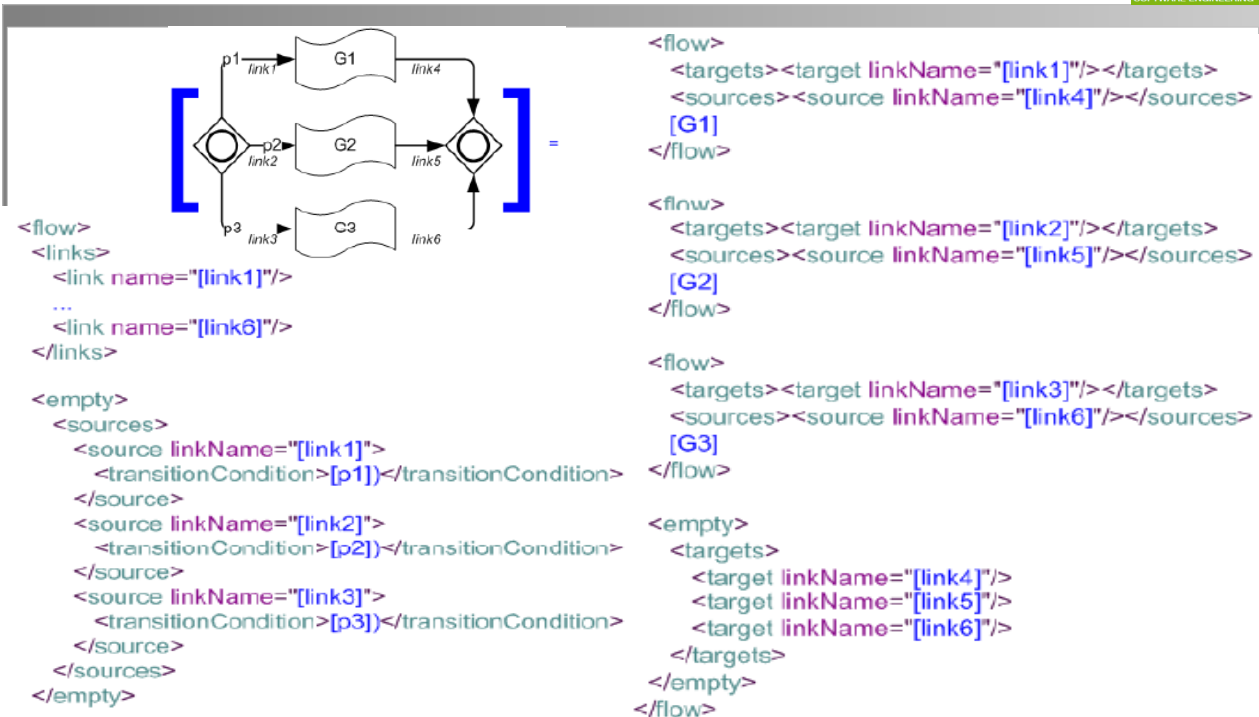 SOFTWARE ENGINEERING
p1
link1
G1
link4
p2
link2
G2
link5
p3
link3
G3
link6
=
<flow>
<links>
<link name="[link1]"/>
...
<link name="[link6]"/>
</links>
<empty>
<sources>
<source linkName="[link1]">
<transitionCondition>[p1])</transitionCondition>
</source>
<source linkName="[link2]">
<transitionCondition>[p2])</transitionCondition>
</source>
<source linkName="[link3]">
<transitionCondition>[p3])</transitionCondition>
</source>
</sources>
</empty>
<flow>
<targets><target linkName="[link1]"/></targets>
<sources><source linkName="[link4]"/></sources>
[G1]
</flow>
<flow>
<targets><target linkName="[link2]"/></targets>
<sources><source linkName="[link5]"/></sources>
[G2]
</flow>
<flow>
<targets><target linkName="[link3]"/></targets>
<sources><source linkName="[link6]"/></sources>
[G3]
</flow>
<empty>
<targets>
<target linkName="[link4]"/>
<target linkName="[link5]"/>
<target linkName="[link6]"/>
</targets>
</empty>
</flow>